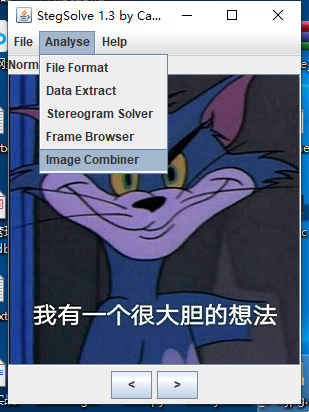 StegSolve 1.3 by Ca...
File Analyse Help
Norm
File Format
Data Extract
Stereogram Solver
Frame Browser
Image Combiner
我有一个很大胆的想法
< >